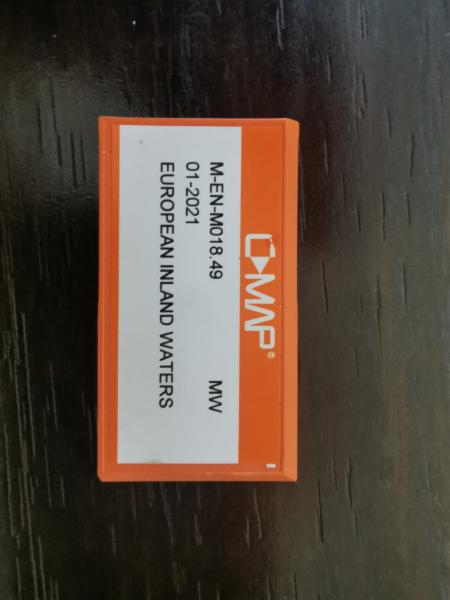 C-MAP®
M-EN-M018.49 MW
01-2021
EUROPEAN INLAND WATERS